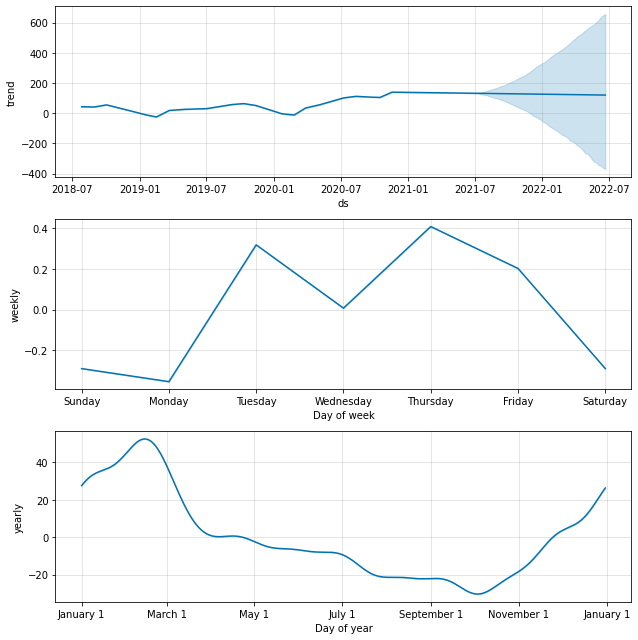 600
400
200
0
−200
−400
trend
2018-07 2019-01 2019-07 2020-01 2020-07 2021-01 2021-07 2022-01 2022-07
ds
0.4
0.2
0.0
−0.2
weekly
Sunday Monday Tuesday Wednesday Thursday Friday Saturday
Day of week
40
20
0
−20
yearly
January 1 March 1 May 1 July 1 September 1 November 1 January 1
Day of year